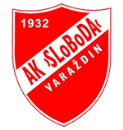 1932
AK "SLOBODA"
VARAŽDIN